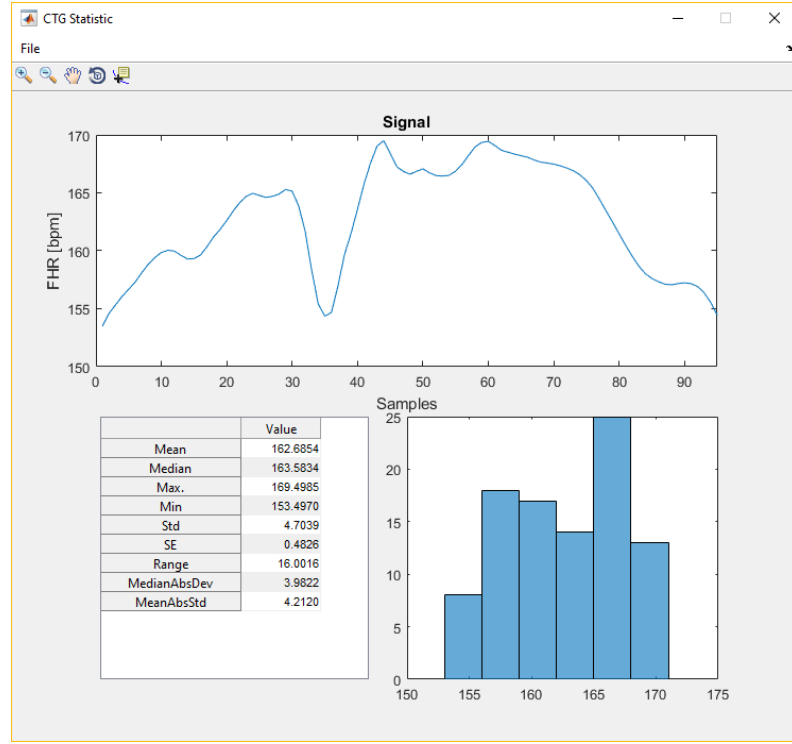 CTG Statistic
File
Signal
FHR [bpm]
170
165
160
155
150
0 10 20 30 40 50 60 70 80 90
Samples
Value
Mean 162.6854
Median 163.5834
Max. 169.4985
Min 153.4970
Std 4.7039
SE 0.4826
Range 16.0016
MedianAbsDev 3.9822
MeanAbsStd 4.2120
25
20
15
10
5
0
150 155 160 165 170 175